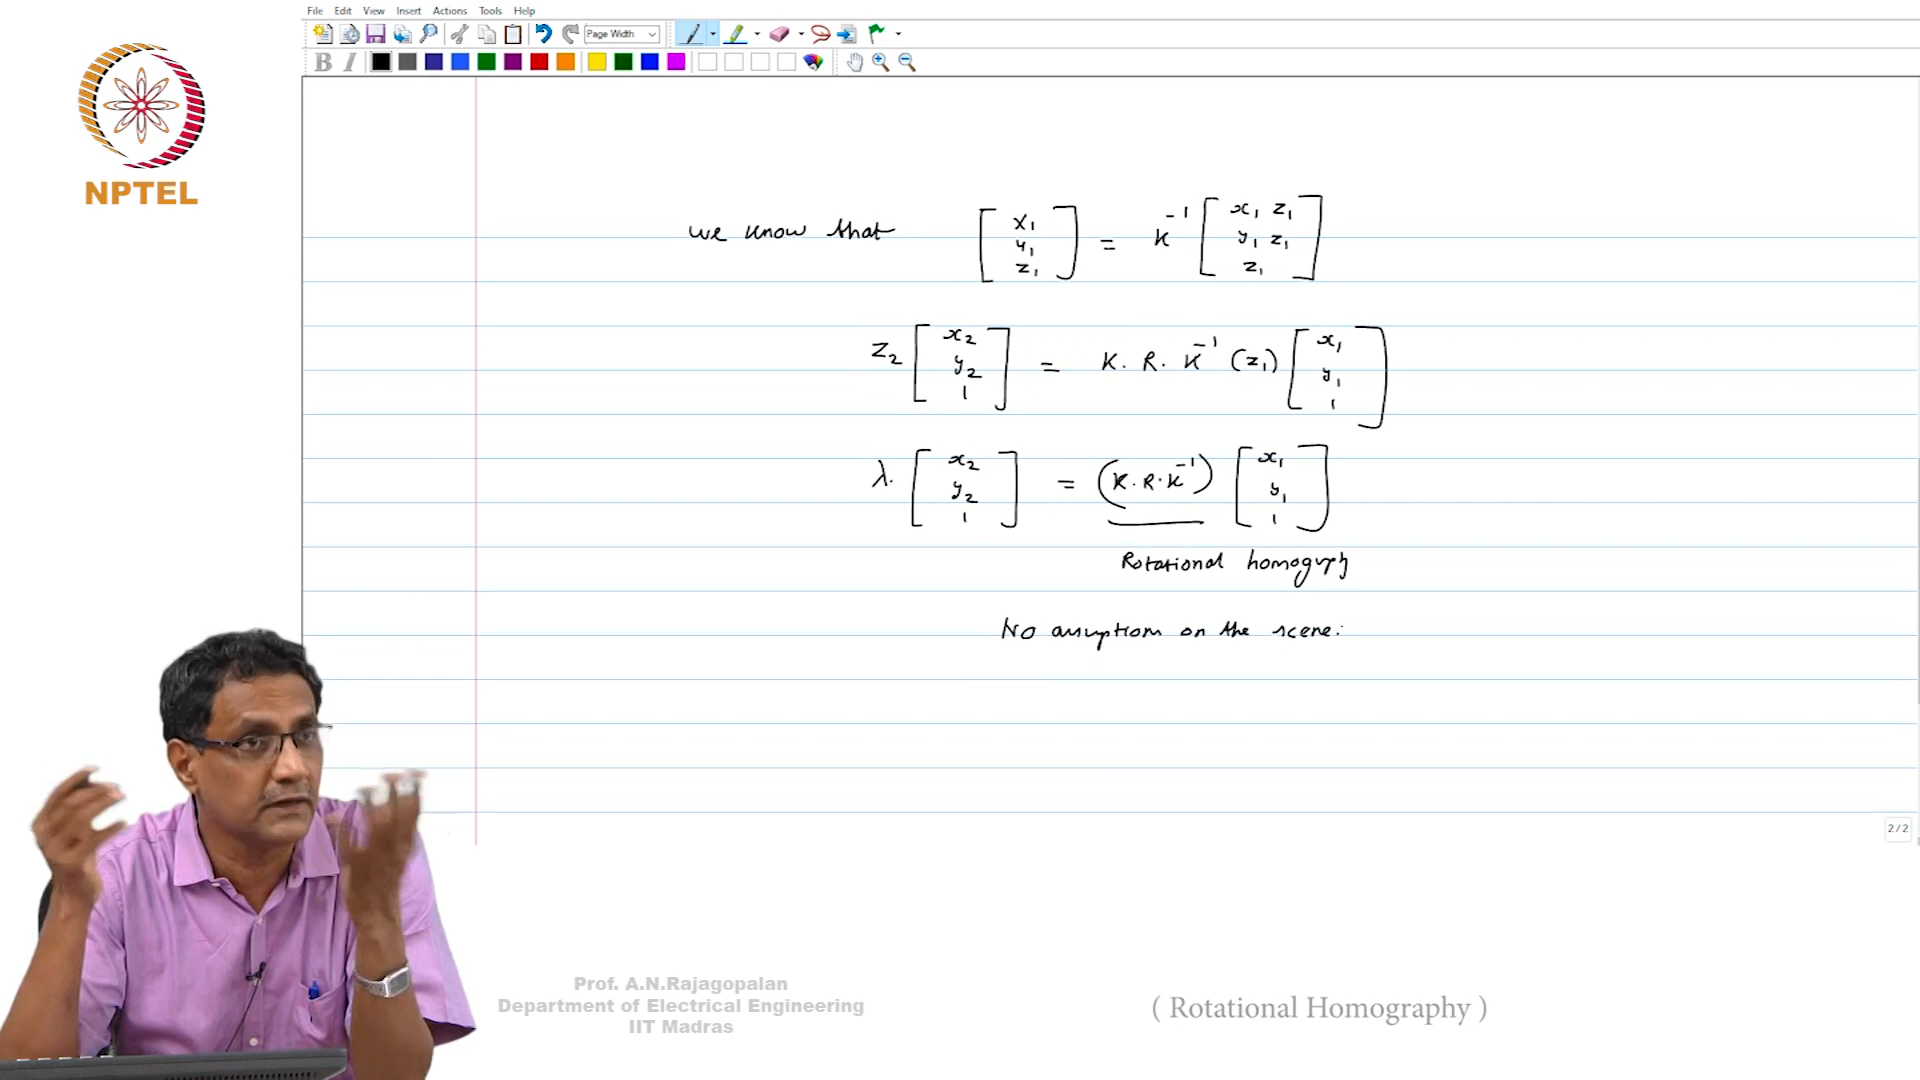 File Edit View Insert Actions Tools Help
Page Width
B I
NPTEL
we know that [ X1 Y1 Z1 ] = K^-1 [ x1 z1 y1 z1 z1 ]
Z2 [ x2 y2 1 ] = K. R. K^-1 (Z1) [ x1 y1 1 ]
λ. [ x2 y2 1 ] = (K.R.K^-1) [ x1 y1 1 ]
Rotational homography
No assuptions on the scene.
2/2
Prof. A.N.Rajagopalan
Department of Electrical Engineering
IIT Madras
( Rotational Homography )